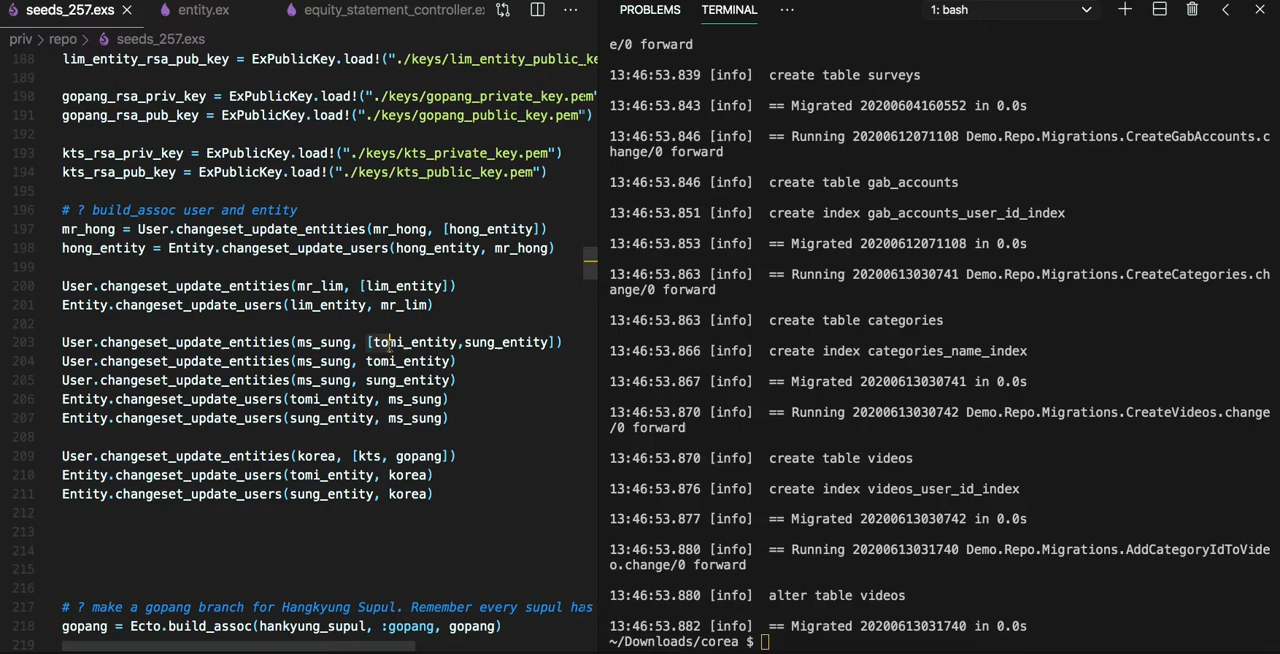 seeds_257.exs
entity.ex
equity_statement_controller.e
priv > repo > seeds_257.exs
188 lim_entity_rsa_pub_key = ExPublicKey.load!("./keys/lim_entity_public_ke
189
190 gopang_rsa_priv_key = ExPublicKey.load!("./keys/gopang_private_key.pem"
191 gopang_rsa_pub_key = ExPublicKey.load!("./keys/gopang_public_key.pem")
192
193 kts_rsa_priv_key = ExPublicKey.load!("./keys/kts_private_key.pem")
194 kts_rsa_pub_key = ExPublicKey.load!("./keys/kts_public_key.pem")
195
196 # ? build_assoc user and entity
197 mr_hong = User.changeset_update_entities(mr_hong, [hong_entity])
198 hong_entity = Entity.changeset_update_users(hong_entity, mr_hong)
199
200 User.changeset_update_entities(mr_lim, [lim_entity])
201 Entity.changeset_update_users(lim_entity, mr_lim)
202
203 User.changeset_update_entities(ms_sung, [tomi_entity,sung_entity])
204 User.changeset_update_entities(ms_sung, tomi_entity)
205 User.changeset_update_entities(ms_sung, sung_entity)
206 Entity.changeset_update_users(tomi_entity, ms_sung)
207 Entity.changeset_update_users(sung_entity, ms_sung)
208
209 User.changeset_update_entities(korea, [kts, gopang])
210 Entity.changeset_update_users(tomi_entity, korea)
211 Entity.changeset_update_users(sung_entity, korea)
212
213
214
215
216
217 # ? make a gopang branch for Hangkyung Supul. Remember every supul has
218 gopang = Ecto.build_assoc(hankyung_supul, :gopang, gopang)
219
PROBLEMS
TERMINAL
1: bash
e/0 forward
13:46:53.839 [info]  create table surveys
13:46:53.843 [info]  == Migrated 20200604160552 in 0.0s
13:46:53.846 [info]  == Running 20200612071108 Demo.Repo.Migrations.CreateGabAccounts.c
hange/0 forward
13:46:53.846 [info]  create table gab_accounts
13:46:53.851 [info]  create index gab_accounts_user_id_index
13:46:53.853 [info]  == Migrated 20200612071108 in 0.0s
13:46:53.863 [info]  == Running 20200613030741 Demo.Repo.Migrations.CreateCategories.ch
ange/0 forward
13:46:53.863 [info]  create table categories
13:46:53.866 [info]  create index categories_name_index
13:46:53.867 [info]  == Migrated 20200613030741 in 0.0s
13:46:53.870 [info]  == Running 20200613030742 Demo.Repo.Migrations.CreateVideos.change
/0 forward
13:46:53.870 [info]  create table videos
13:46:53.876 [info]  create index videos_user_id_index
13:46:53.877 [info]  == Migrated 20200613030742 in 0.0s
13:46:53.880 [info]  == Running 20200613031740 Demo.Repo.Migrations.AddCategoryIdToVide
o.change/0 forward
13:46:53.880 [info]  alter table videos
13:46:53.882 [info]  == Migrated 20200613031740 in 0.0s
~/Downloads/corea $